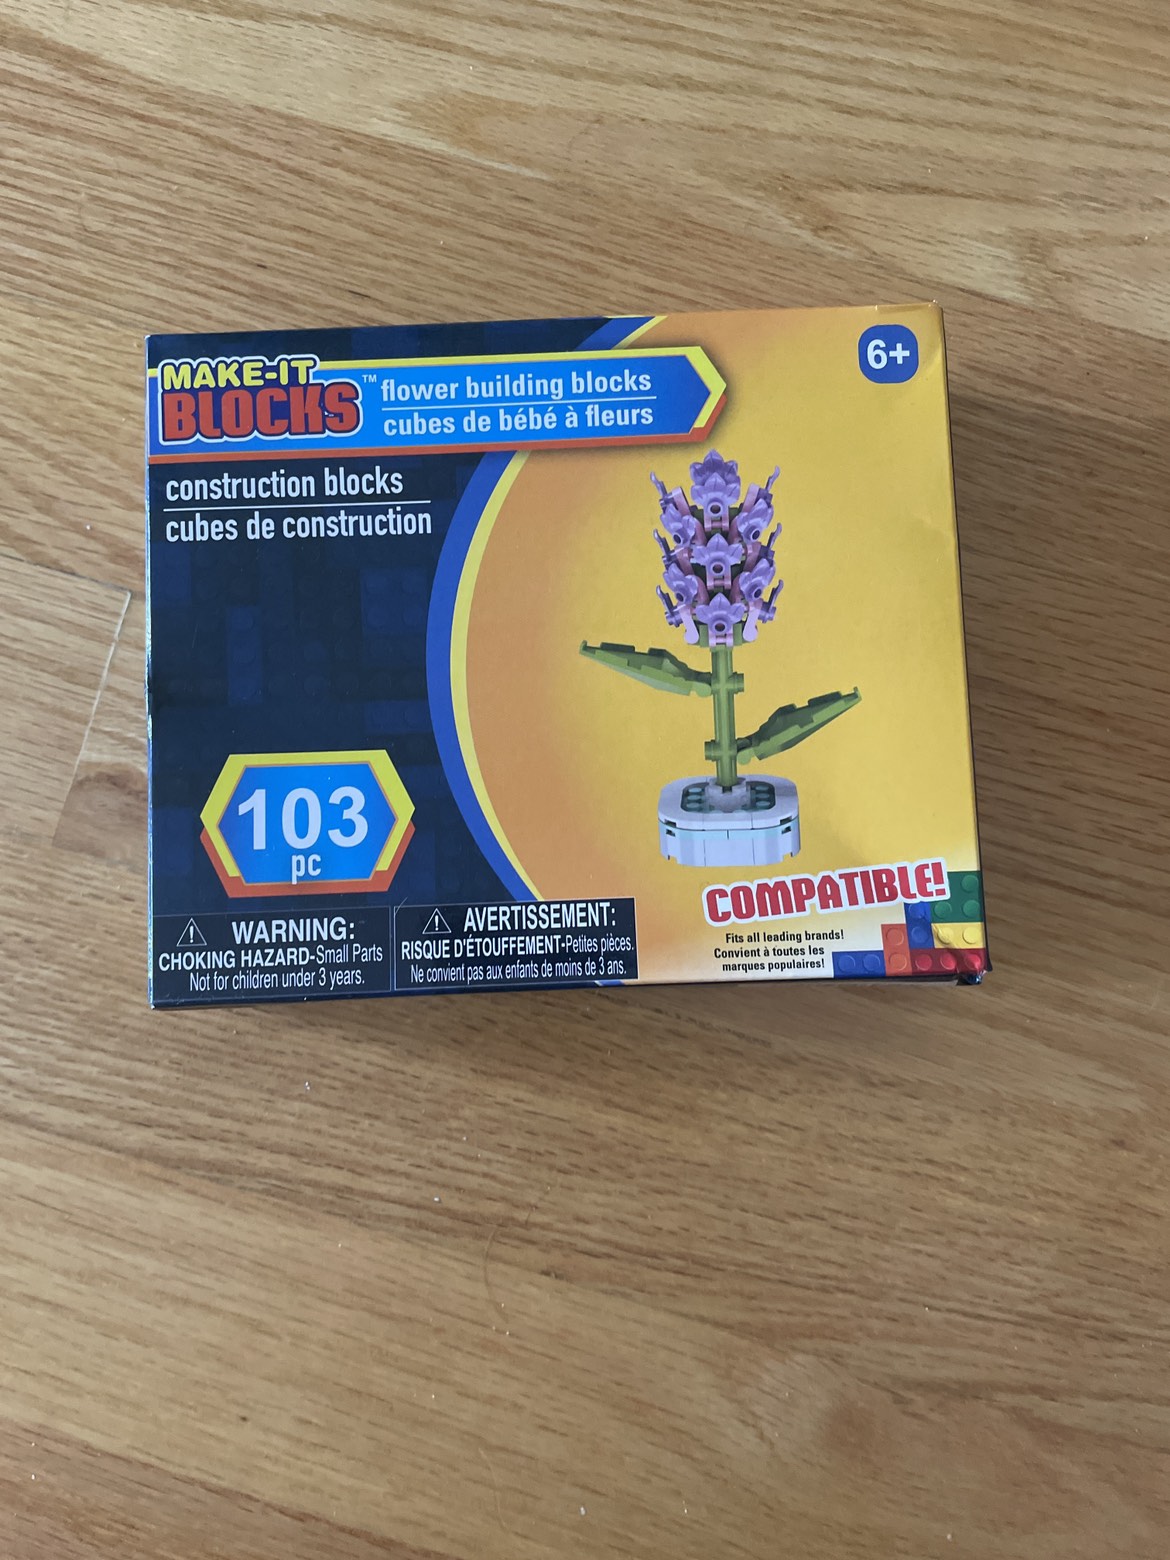 MAKE-IT
BLOCKS™
flower building blocks
cubes de bébé à fleurs
6+
construction blocks
cubes de construction
103
pc
WARNING:
CHOKING HAZARD-Small Parts
Not for children under 3 years.
AVERTISSEMENT:
RISQUE D'ÉTOUFFEMENT-Petites pièces.
Ne convient pas aux enfants de moins de 3 ans.
COMPATIBLE!
Fits all leading brands!
Convient à toutes les
marques populaires!